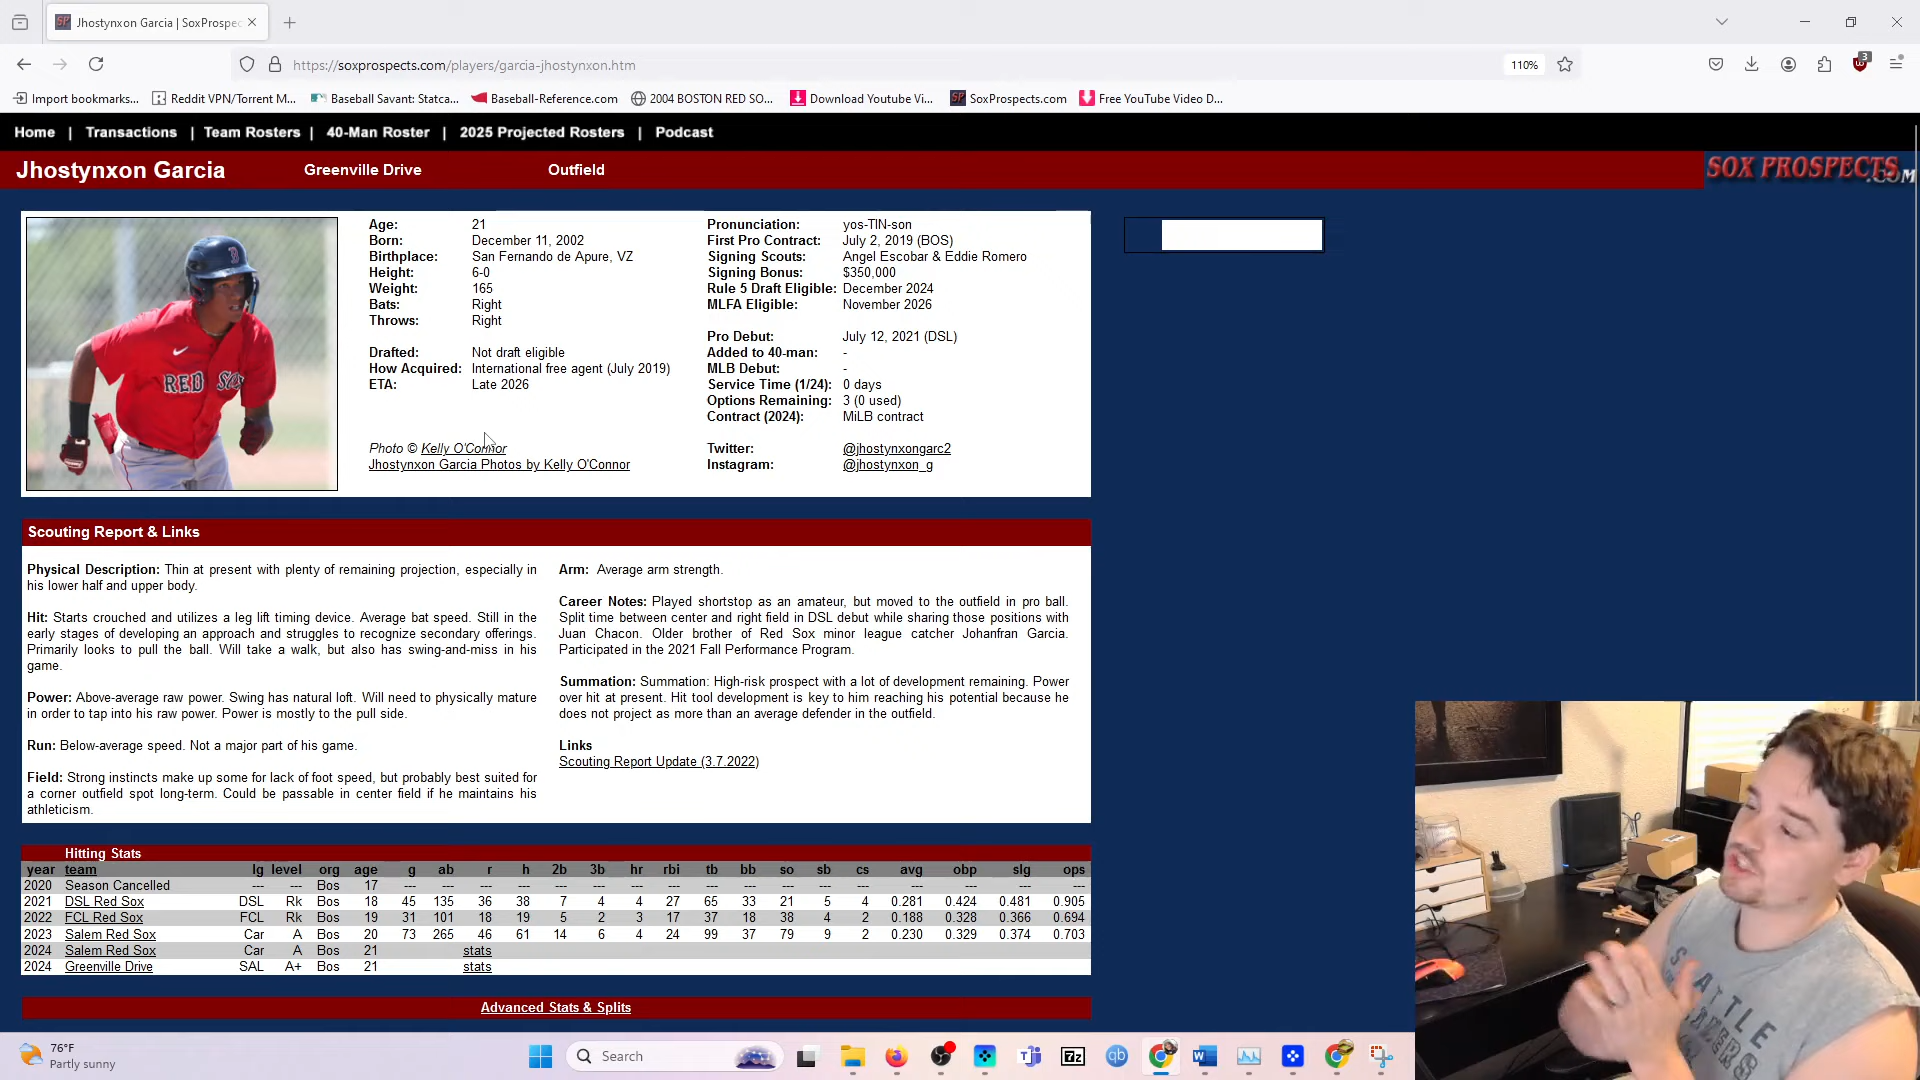 Jhostynxon Garcia | SoxProspec
https://soxprospects.com/players/garcia-jhostynxon.htm
110%
3
Import bookmarks...
Reddit VPN/Torrent M...
Baseball Savant: Statca...
Baseball-Reference.com
2004 BOSTON RED SO...
Download Youtube Vi...
SoxProspects.com
Free YouTube Video D...
Home | Transactions | Team Rosters | 40-Man Roster | 2025 Projected Rosters | Podcast
Jhostynxon Garcia Greenville Drive Outfield
SOX PROSPECTS.COM
Age: 21
Born: December 11, 2002
Birthplace: San Fernando de Apure, VZ
Height: 6-0
Weight: 165
Bats: Right
Throws: Right
Drafted: Not draft eligible
How Acquired: International free agent (July 2019)
ETA: Late 2026
Photo © Kelly O'Connor
Jhostynxon Garcia Photos by Kelly O'Connor
Pronunciation: yos-TIN-son
First Pro Contract: July 2, 2019 (BOS)
Signing Scouts: Angel Escobar & Eddie Romero
Signing Bonus: $350,000
Rule 5 Draft Eligible: December 2024
MLFA Eligible: November 2026
Pro Debut: July 12, 2021 (DSL)
Added to 40-man: -
MLB Debut: -
Service Time (1/24): 0 days
Options Remaining: 3 (0 used)
Contract (2024): MiLB contract
Twitter: @jhostynxongarc2
Instagram: @jhostynxon_g
RED SOX
Scouting Report & Links
Physical Description: Thin at present with plenty of remaining projection, especially in
his lower half and upper body.
Hit: Starts crouched and utilizes a leg lift timing device. Average bat speed. Still in the
early stages of developing an approach and struggles to recognize secondary offerings.
Primarily looks to pull the ball. Will take a walk, but also has swing-and-miss in his
game.
Power: Above-average raw power. Swing has natural loft. Will need to physically mature
in order to tap into his raw power. Power is mostly to the pull side.
Run: Below-average speed. Not a major part of his game.
Field: Strong instincts make up some for lack of foot speed, but probably best suited for
a corner outfield spot long-term. Could be passable in center field if he maintains his
athleticism.
Arm: Average arm strength.
Career Notes: Played shortstop as an amateur, but moved to the outfield in pro ball.
Split time between center and right field in DSL debut while sharing those positions with
Juan Chacon. Older brother of Red Sox minor league catcher Johanfran Garcia.
Participated in the 2021 Fall Performance Program.
Summation: Summation: High-risk prospect with a lot of development remaining. Power
over hit at present. Hit tool development is key to him reaching his potential because he
does not project as more than an average defender in the outfield.
Links
Scouting Report Update (3.7.2022)
Hitting Stats
year team lg level org age g ab r h 2b 3b hr rbi tb bb so sb cs avg obp slg ops
2020 Season Cancelled --- --- Bos 17 --- --- --- --- --- --- --- --- --- --- --- --- --- --- --- --- ---
2021 DSL Red Sox DSL Rk Bos 18 45 135 36 38 7 4 4 27 65 33 21 5 4 0.281 0.424 0.481 0.905
2022 FCL Red Sox FCL Rk Bos 19 31 101 18 19 5 2 3 17 37 18 38 4 2 0.188 0.328 0.366 0.694
2023 Salem Red Sox Car A Bos 20 73 265 46 61 14 6 4 24 99 37 79 9 2 0.230 0.329 0.374 0.703
2024 Salem Red Sox Car A Bos 21 stats
2024 Greenville Drive SAL A+ Bos 21 stats
Advanced Stats & Splits
SEATTLE
76°F
Partly sunny
Search
7z
qb
W